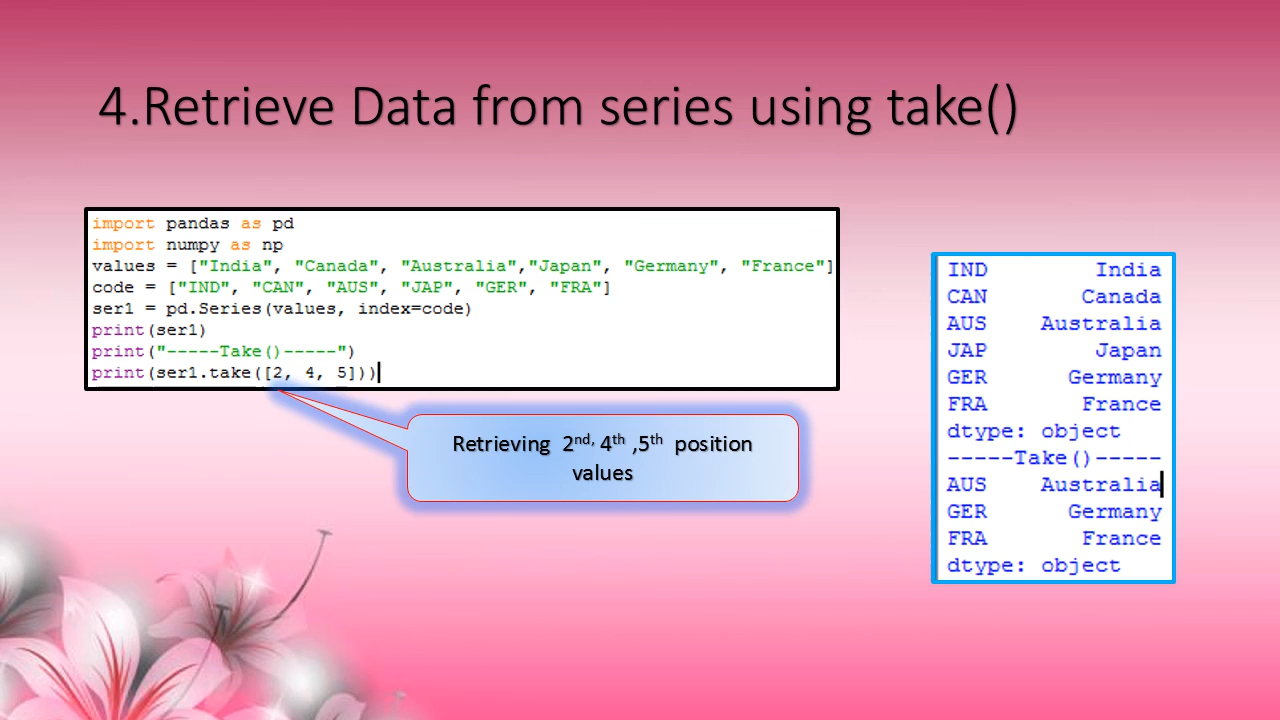 4.Retrieve Data from series using take()
import pandas as pd
import numpy as np
values = ["India", "Canada", "Australia","Japan", "Germany", "France"]
code = ["IND", "CAN", "AUS", "JAP", "GER", "FRA"]
ser1 = pd.Series(values, index=code)
print(ser1)
print("-----Take()-----")
print(ser1.take([2, 4, 5]))
Retrieving 2nd, 4th ,5th position
values
IND India
CAN Canada
AUS Australia
JAP Japan
GER Germany
FRA France
dtype: object
-----Take()-----
AUS Australia
GER Germany
FRA France
dtype: object